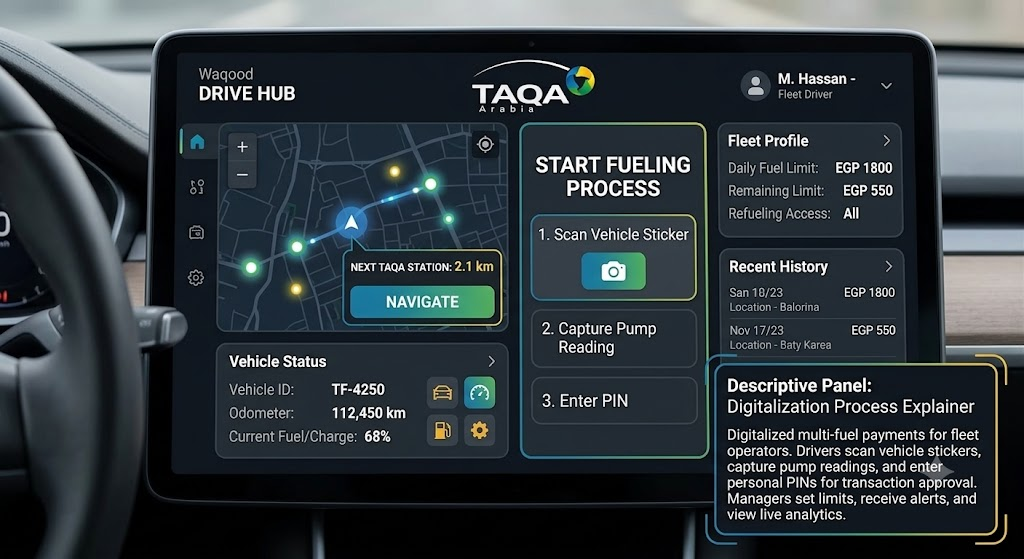 Waqood
DRIVE HUB
TAQA
Arabia
M. Hassan -
Fleet Driver
+
−
NEXT TAQA STATION: 2.1 km
NAVIGATE
Vehicle Status
Vehicle ID: TF-4250
Odometer: 112,450 km
Current Fuel/Charge: 68%
START FUELING
PROCESS
1. Scan Vehicle Sticker
2. Capture Pump
Reading
3. Enter PIN
Fleet Profile
Daily Fuel Limit: EGP 1800
Remaining Limit: EGP 550
Refueling Access: All
Recent History
San 18/23 EGP 1800
Location - Balorina
Nov 17/23 EGP 550
Location - Baty Karea
Descriptive Panel:
Digitalization Process Explainer
Digitalized multi-fuel payments for fleet
operators. Drivers scan vehicle stickers,
capture pump readings, and enter
personal PINs for transaction approval.
Managers set limits, receive alerts, and
view live analytics.